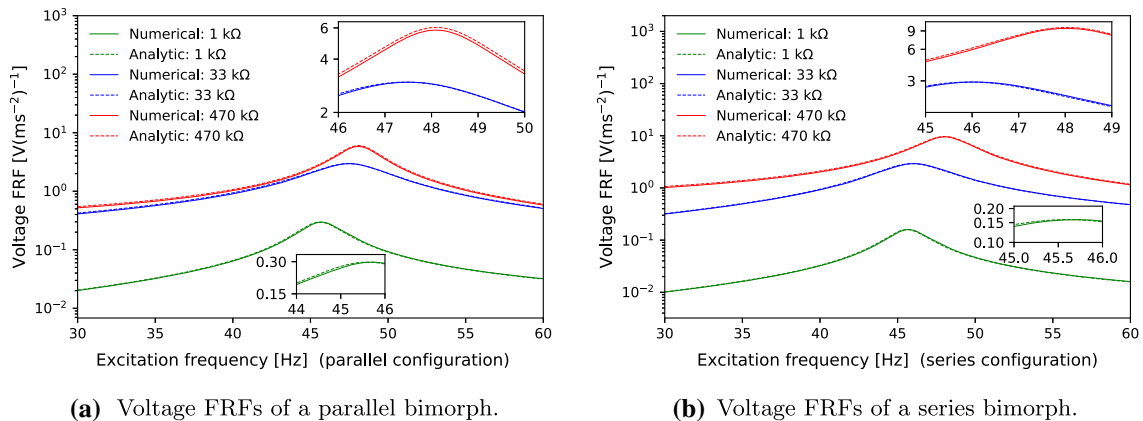 Voltage FRF [V(ms⁻²)⁻¹]
10³
10²
10¹
10⁰
10⁻¹
10⁻²
Numerical: 1 kΩ
Analytic: 1 kΩ
Numerical: 33 kΩ
Analytic: 33 kΩ
Numerical: 470 kΩ
Analytic: 470 kΩ
6
4
2
46 47 48 49 50
0.30
0.15
44 45 46
30 35 40 45 50 55 60
Excitation frequency [Hz] (parallel configuration)
(a) Voltage FRFs of a parallel bimorph.
Voltage FRF [V(ms⁻²)⁻¹]
10³
10²
10¹
10⁰
10⁻¹
10⁻²
Numerical: 1 kΩ
Analytic: 1 kΩ
Numerical: 33 kΩ
Analytic: 33 kΩ
Numerical: 470 kΩ
Analytic: 470 kΩ
9
6
3
45 46 47 48 49
0.20
0.15
0.10
45.0 45.5 46.0
30 35 40 45 50 55 60
Excitation frequency [Hz] (series configuration)
(b) Voltage FRFs of a series bimorph.